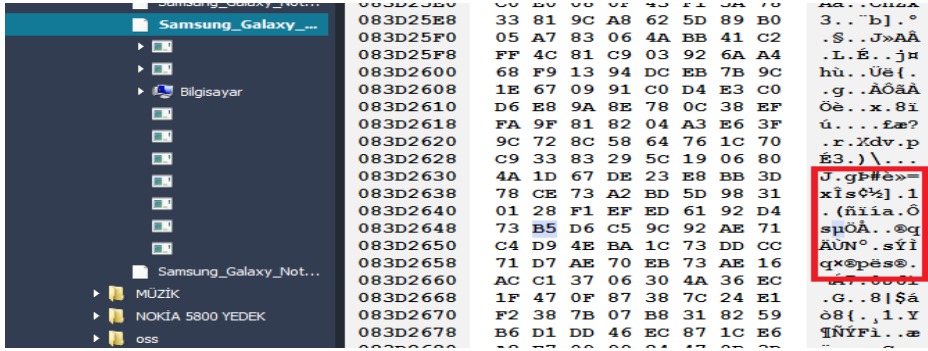 Samsung_Galaxy_...
Bilgisayar
Samsung_Galaxy_Not...
MÜZİK
NOKİA 5800 YEDEK
oss
083D25E8 33 81 9C A8 62 5D 89 B0 3..¨b].°
083D25F0 05 A7 83 06 4A BB 41 C2 .§..J»AÂ
083D25F8 FF 4C 81 C9 03 92 6A A4 .L.É..j¤
083D2600 68 F9 13 94 DC EB 7B 9C hù..Üë{.
083D2608 1E 67 09 91 C0 D4 E3 C0 .g..ÀÔãÀ
083D2610 D6 E8 9A 8E 78 0C 38 EF Öè..x.8ï
083D2618 FA 9F 81 82 04 A3 E6 3F ú....£æ?
083D2620 9C 72 8C 58 64 76 1C 70 .r.Xdv.p
083D2628 C9 33 83 29 5C 19 06 80 É3.)\...
083D2630 4A 1D 67 DE 23 E8 BB 3D J.gÞ#è»=
083D2638 78 CE 73 A2 BD 5D 98 31 xÎs¢½].1
083D2640 01 28 F1 EF ED 61 92 D4 .(ñïía.Ô
083D2648 73 B5 D6 C5 9C 92 AE 71 sµÖÅ..®q
083D2650 C4 D9 4E BA 1C 73 DD CC ÄÙNº.sÝÌ
083D2658 71 D7 AE 70 EB 73 AE 16 q×®pës®.
083D2660 AC C1 37 06 30 4A 36 EC
083D2668 1F 47 0F 87 38 7C 24 E1 .G..8|$á
083D2670 F2 38 7B 07 B8 31 82 59 ò8{.¸1.Y
083D2678 B6 D1 DD 46 EC 87 1C E6 ¶ÑÝFì..æ